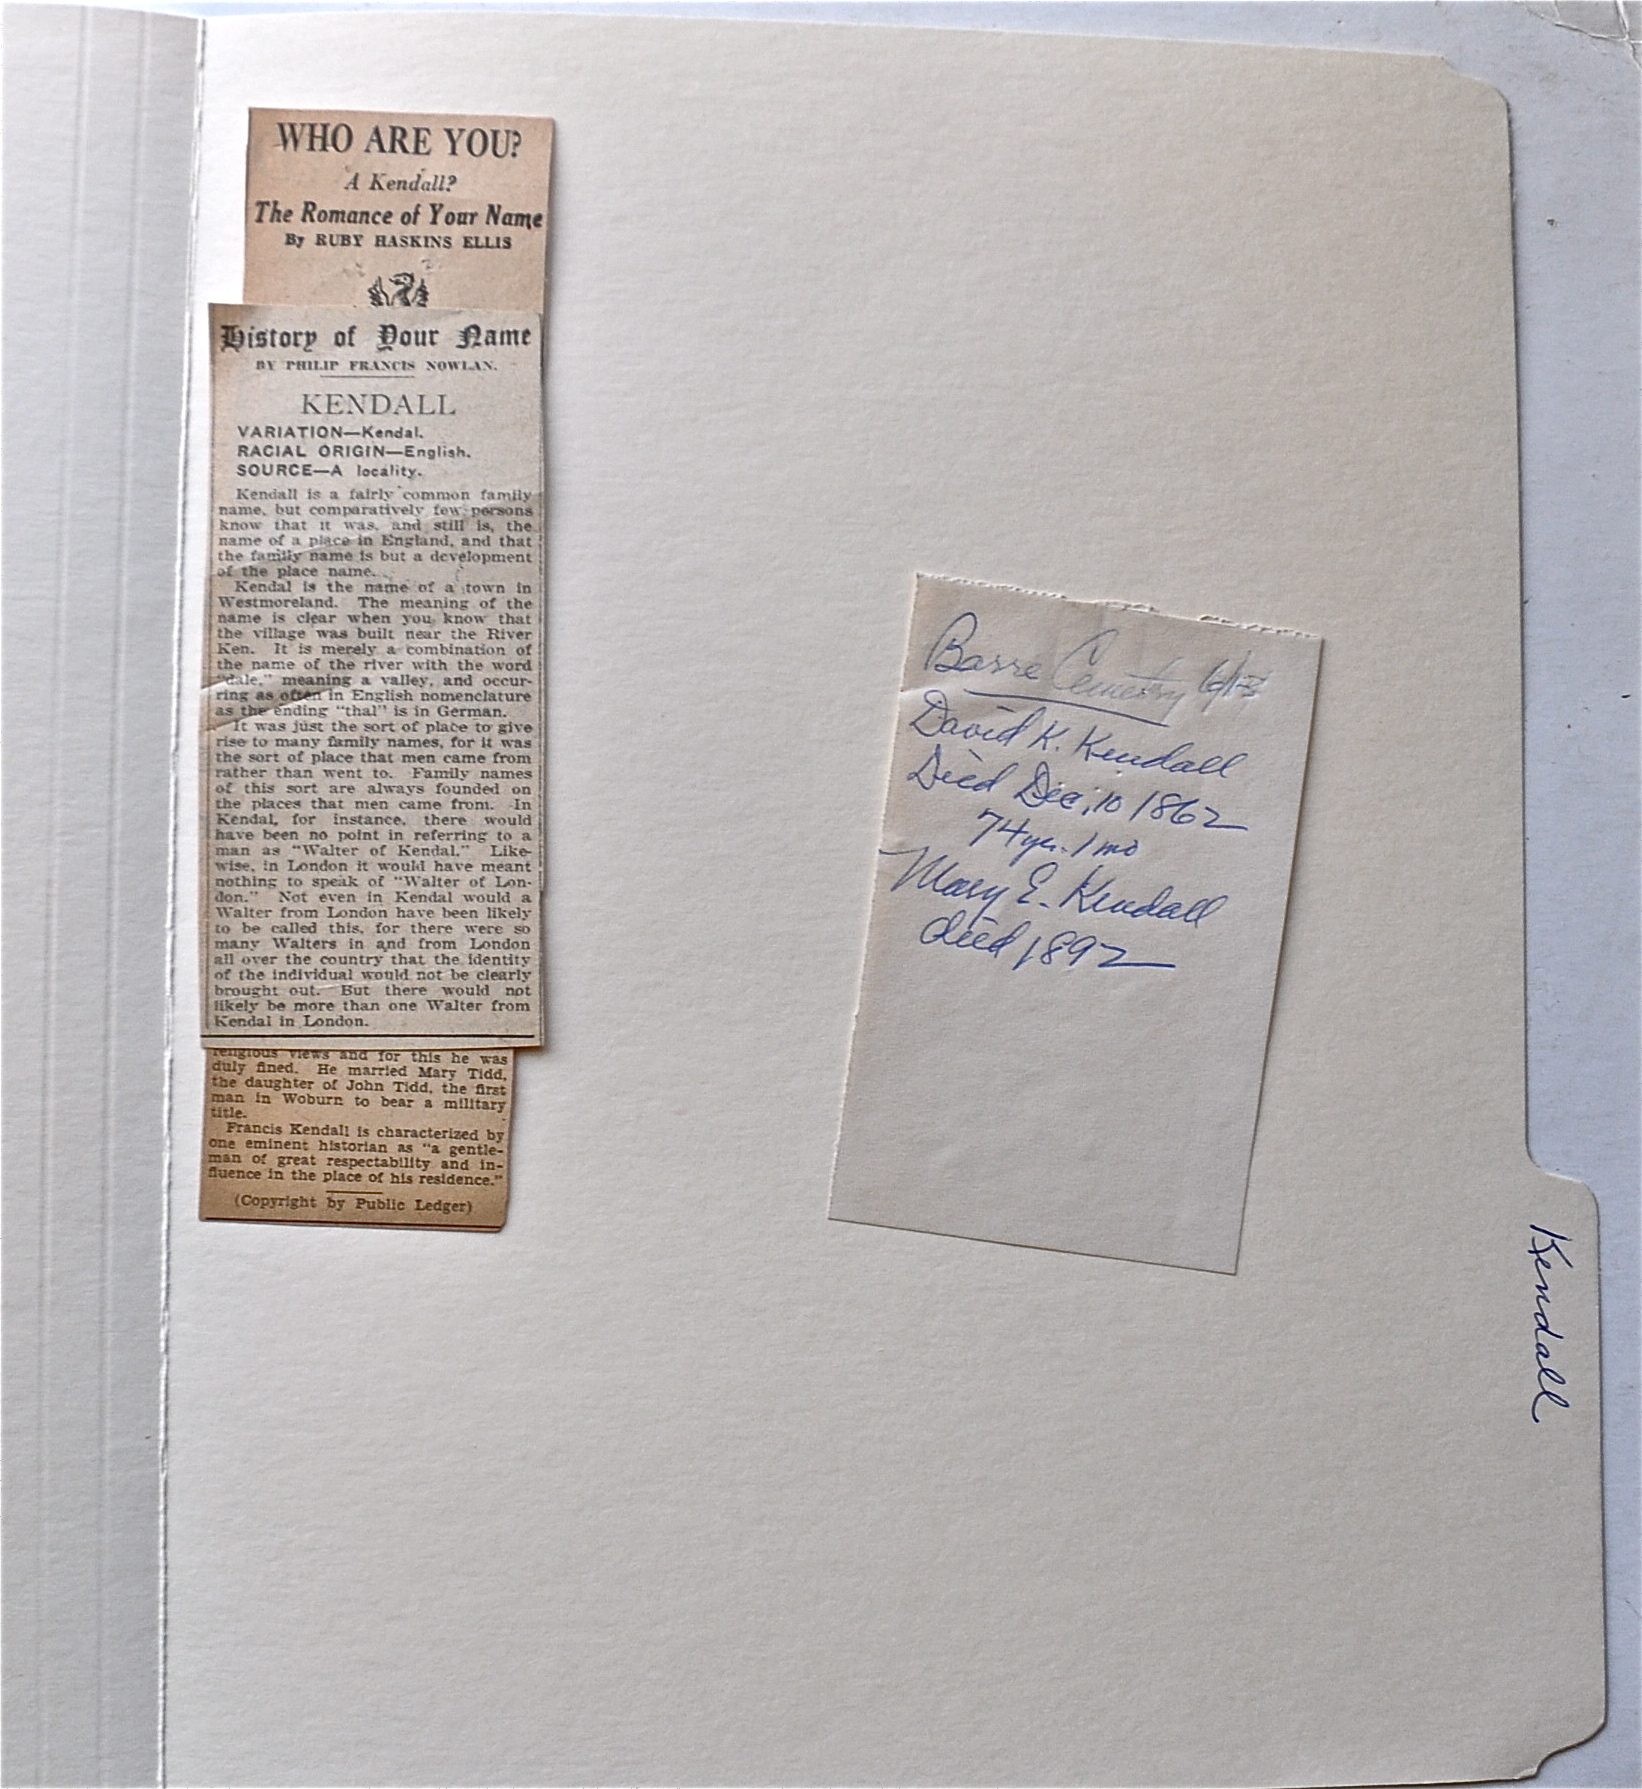 WHO ARE YOU?
A Kendall?
The Romance of Your Name
By RUBY HASKINS ELLIS
History of Your Name
BY PHILIP FRANCIS NOWLAN.
KENDALL
VARIATION—Kendal.
RACIAL ORIGIN—English.
SOURCE—A locality.
Kendall is a fairly common family
name, but comparatively few persons
know that it was, and still is, the
name of a place in England, and that
the family name is but a development
of the place name.
Kendal is the name of a town in
Westmoreland. The meaning of the
name is clear when you know that
the village was built near the River
Ken. It is merely a combination of
the name of the river with the word
"dale," meaning a valley, and occur-
ring as often in English nomenclature
as the ending "thal" is in German.
It was just the sort of place to give
rise to many family names, for it was
the sort of place that men came from
rather than went to. Family names
of this sort are always founded on
the places that men came from. In
Kendal, for instance, there would
have been no point in referring to a
man as "Walter of Kendal." Like-
wise, in London it would have meant
nothing to speak of "Walter of Lon-
don." Not even in Kendal would a
Walter from London have been likely
to be called this, for there were so
many Walters in and from London
all over the country that the identity
of the individual would not be clearly
brought out. But there would not
likely be more than one Walter from
Kendal in London.
religious views and for this he was
duly fined. He married Mary Tidd,
the daughter of John Tidd, the first
man in Woburn to bear a military
title.
Francis Kendall is characterized by
one eminent historian as "a gentle-
man of great respectability and in-
fluence in the place of his residence."
(Copyright by Public Ledger)
Barre Cemetry
David K. Kendall
Died Dec, 10 1862
74 yr. 1 mo
Mary E. Kendall
died 1892
Kendall